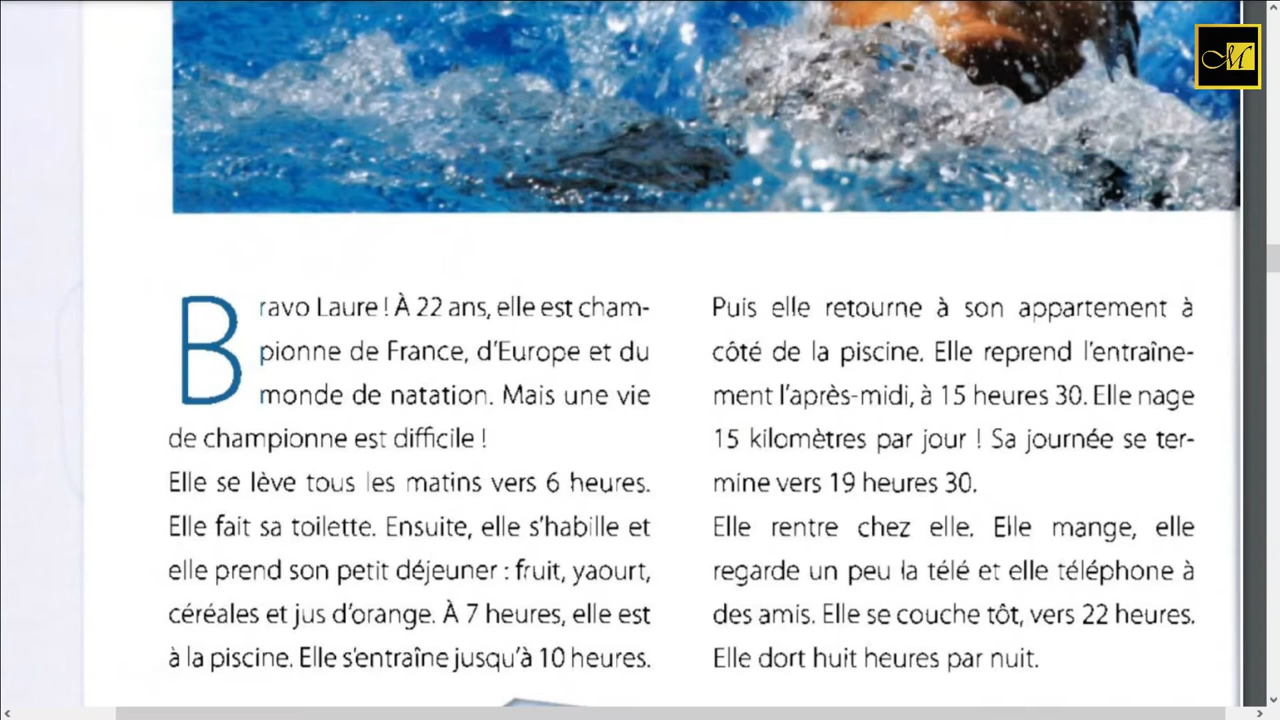 Bravo Laure ! À 22 ans, elle est cham-
pionne de France, d'Europe et du
monde de natation. Mais une vie
de championne est difficile !
Elle se lève tous les matins vers 6 heures.
Elle fait sa toilette. Ensuite, elle s'habille et
elle prend son petit déjeuner : fruit, yaourt,
céréales et jus d'orange. À 7 heures, elle est
à la piscine. Elle s'entraîne jusqu'à 10 heures.
Puis elle retourne à son appartement à
côté de la piscine. Elle reprend l'entraîne-
ment l'après-midi, à 15 heures 30. Elle nage
15 kilomètres par jour ! Sa journée se ter-
mine vers 19 heures 30.
Elle rentre chez elle. Elle mange, elle
regarde un peu la télé et elle téléphone à
des amis. Elle se couche tôt, vers 22 heures.
Elle dort huit heures par nuit.
M